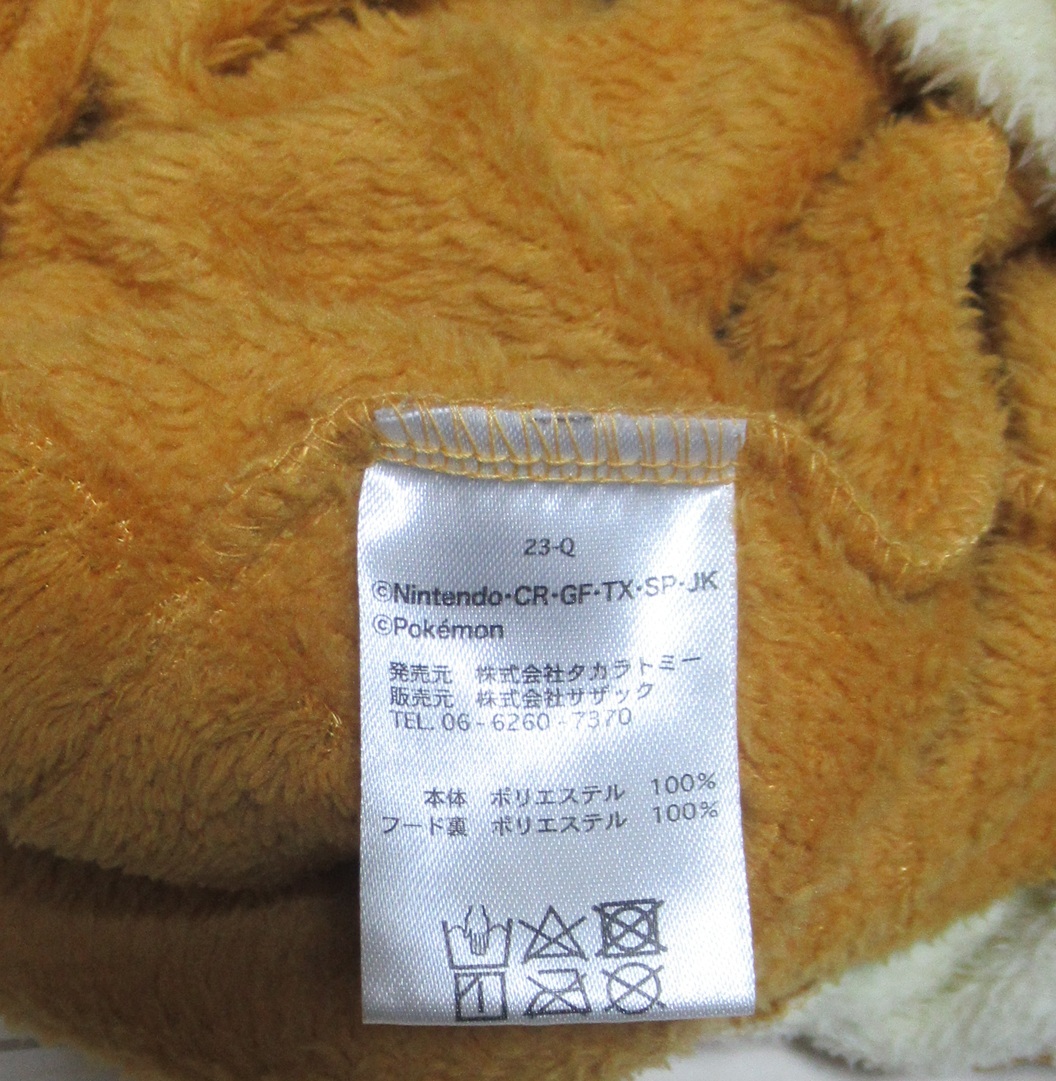 23-Q
©Nintendo・CR・GF・TX・SP・JK
©Pokémon
発売元 株式会社タカラトミー
販売元 株式会社サザック
TEL. 06-6260-7370
本体 ポリエステル 100%
フード裏 ポリエステル 100%